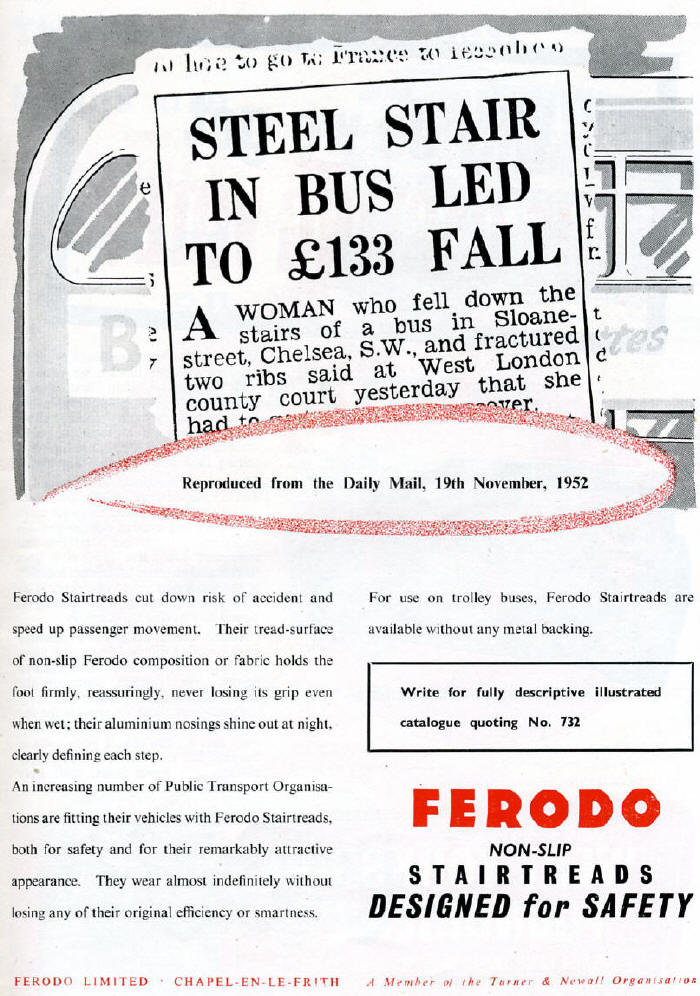 to go to France to
STEEL STAIR
IN BUS LED
TO £133 FALL
A WOMAN who fell down the
stairs of a bus in Sloane-
street, Chelsea, S.W., and fractured
two ribs said at West London
county court yesterday that she
had to
Reproduced from the Daily Mail, 19th November, 1952
Ferodo Stairtreads cut down risk of accident and
speed up passenger movement. Their tread-surface
of non-slip Ferodo composition or fabric holds the
foot firmly, reassuringly, never losing its grip even
when wet; their aluminium nosings shine out at night,
clearly defining each step.
An increasing number of Public Transport Organisa-
tions are fitting their vehicles with Ferodo Stairtreads,
both for safety and for their remarkably attractive
appearance. They wear almost indefinitely without
losing any of their original efficiency or smartness.
For use on trolley buses, Ferodo Stairtreads are
available without any metal backing.
Write for fully descriptive illustrated
catalogue quoting No. 732
FERODO
NON-SLIP
STAIRTREADS
DESIGNED for SAFETY
FERODO LIMITED · CHAPEL-EN-LE-FRITH A Member of the Turner & Newall Organisation